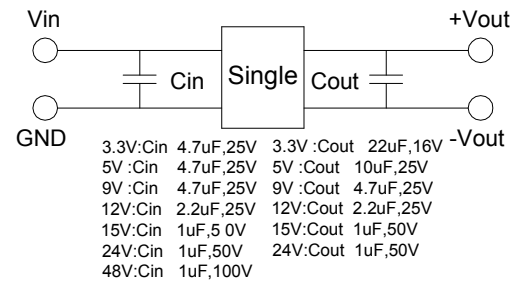 Vin +Vout
Cin Single Cout
GND -Vout
3.3V:Cin 4.7uF,25V 3.3V :Cout 22uF,16V
5V :Cin 4.7uF,25V 5V :Cout 10uF,25V
9V :Cin 4.7uF,25V 9V :Cout 4.7uF,25V
12V:Cin 2.2uF,25V 12V:Cout 2.2uF,25V
15V:Cin 1uF,5 0V 15V:Cout 1uF,50V
24V:Cin 1uF,50V 24V:Cout 1uF,50V
48V:Cin 1uF,100V